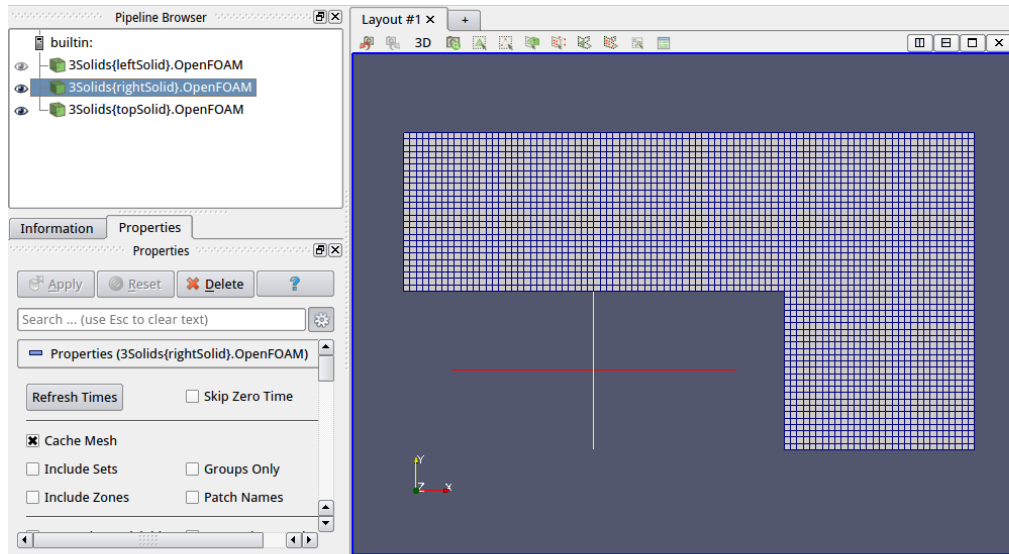 Pipeline Browser
builtin:
3Solids{leftSolid}.OpenFOAM
3Solids{rightSolid}.OpenFOAM
3Solids{topSolid}.OpenFOAM
Information Properties
Properties
Apply Reset Delete ?
Search ... (use Esc to clear text)
Properties (3Solids{rightSolid}.OpenFOAM)
Refresh Times Skip Zero Time
Cache Mesh
Include Sets Groups Only
Include Zones Patch Names
Layout #1 × +
3D
Y
Z X